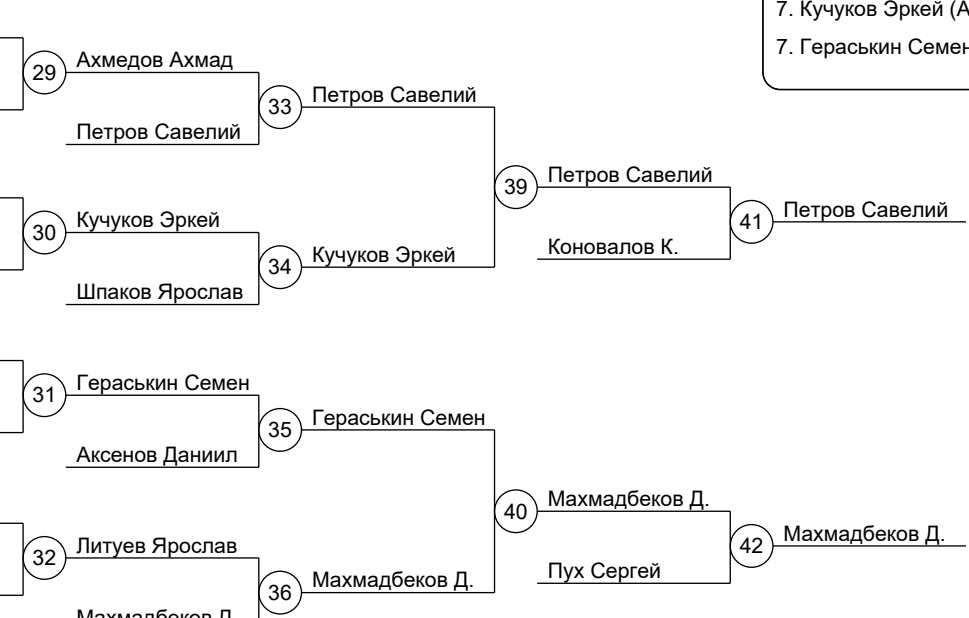 7. Кучуков Эркей (А
7. Гераськин Семен
29
Ахмедов Ахмад
33
Петров Савелий
Петров Савелий
39
Петров Савелий
41
Петров Савелий
30
Кучуков Эркей
34
Кучуков Эркей
Коновалов К.
Шпаков Ярослав
31
Гераськин Семен
35
Гераськин Семен
Аксенов Даниил
40
Махмадбеков Д.
42
Махмадбеков Д.
32
Литуев Ярослав
36
Махмадбеков Д.
Пух Сергей
Махмадбеков Д.